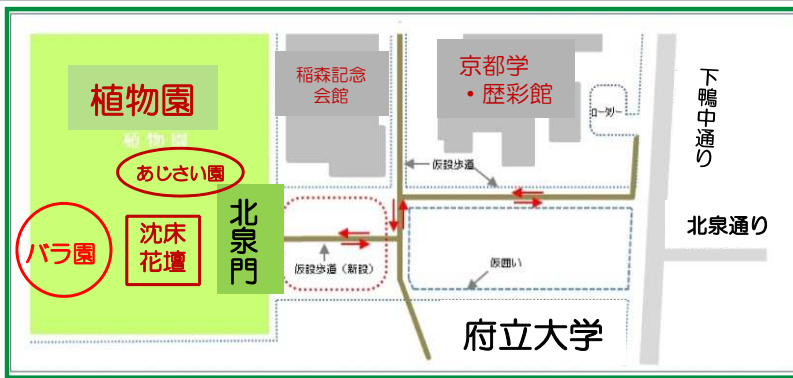 植物園
植物園
あじさい園
バラ園
沈床
花壇
北泉門
稲森記念
会館
京都学
・歴彩館
ロータリー
下鴨中通り
北泉通り
仮設歩道
仮設歩道（新設）
仮囲い
府立大学